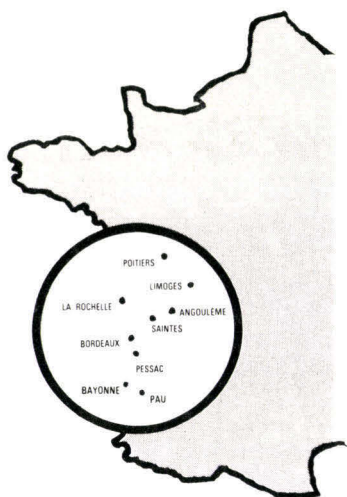 POITIERS
LIMOGES
LA ROCHELLE
ANGOULÊME
SAINTES
BORDEAUX
PESSAC
BAYONNE
PAU